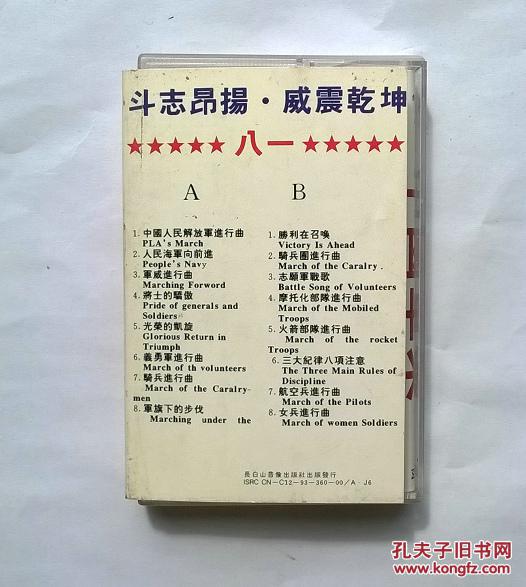 斗志昂揚·威震乾坤
★★★★★ 八一 ★★★★★
A
1. 中國人民解放軍進行曲
PLA's March
2. 人民海軍向前進
People's Navy
3. 軍威進行曲
Marching Forword
4. 將士的驕傲
Pride of generals and
Soldiers
5. 光榮的凱旋
Glorious Return in
Triumph
6. 義勇軍進行曲
March of th volunteers
7. 騎兵進行曲
March of the Caralry-
men
8. 軍旗下的步伐
Marching under the
B
1. 勝利在召喚
Victory Is Ahead
2. 騎兵團進行曲
March of the Caralry .
3. 志願軍戰歌
Battle Song of Volunteers
4. 摩托化部隊進行曲
March of the Mobiled
Troops
5. 火箭部隊進行曲
March of the rocket
Troops
6. 三大紀律八項注意
The Three Main Rules of
Discipline
7. 航空兵進行曲
March of the Pilots
8. 女兵進行曲
March of women Soldiers
長白山音像出版社出版發行
ISRC CN-C12-93-360-00/A·J6
孔夫子旧书网